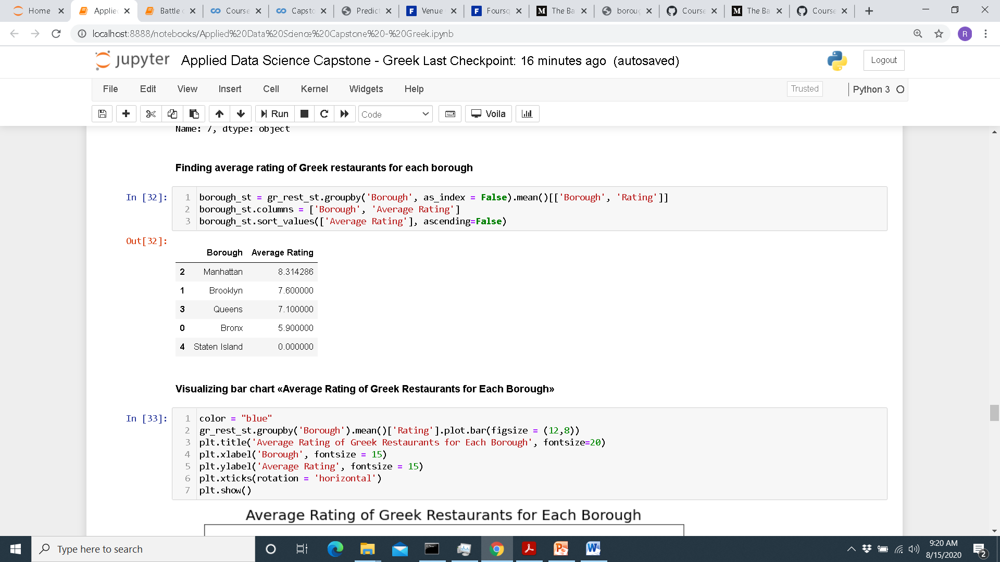 Home
Applie
Battle
Course
Capsto
Predict
Venue
Foursq
The Ba
boroug
Course
The Ba
Course
localhost:8888/notebooks/Applied%20Data%20Science%20Capstone%20-%20Greek.ipynb
R
jupyter Applied Data Science Capstone - Greek Last Checkpoint: 16 minutes ago (autosaved)
Logout
File Edit View Insert Cell Kernel Widgets Help
Trusted
Python 3
Run
Code
Voila
Name: 7, dtype: object
Finding average rating of Greek restaurants for each borough
In [32]:
1 borough_st = gr_rest_st.groupby('Borough', as_index = False).mean()[['Borough', 'Rating']]
2 borough_st.columns = ['Borough', 'Average Rating']
3 borough_st.sort_values(['Average Rating'], ascending=False)
Out[32]:
Borough Average Rating
2 Manhattan 8.314286
1 Brooklyn 7.600000
3 Queens 7.100000
0 Bronx 5.900000
4 Staten Island 0.000000
Visualizing bar chart «Average Rating of Greek Restaurants for Each Borough»
In [33]:
1 color = "blue"
2 gr_rest_st.groupby('Borough').mean()['Rating'].plot.bar(figsize = (12,8))
3 plt.title('Average Rating of Greek Restaurants for Each Borough', fontsize=20)
4 plt.xlabel('Borough', fontsize = 15)
5 plt.ylabel('Average Rating', fontsize = 15)
6 plt.xticks(rotation = 'horizontal')
7 plt.show()
Average Rating of Greek Restaurants for Each Borough
Type here to search
9:20 AM
8/15/2020
2